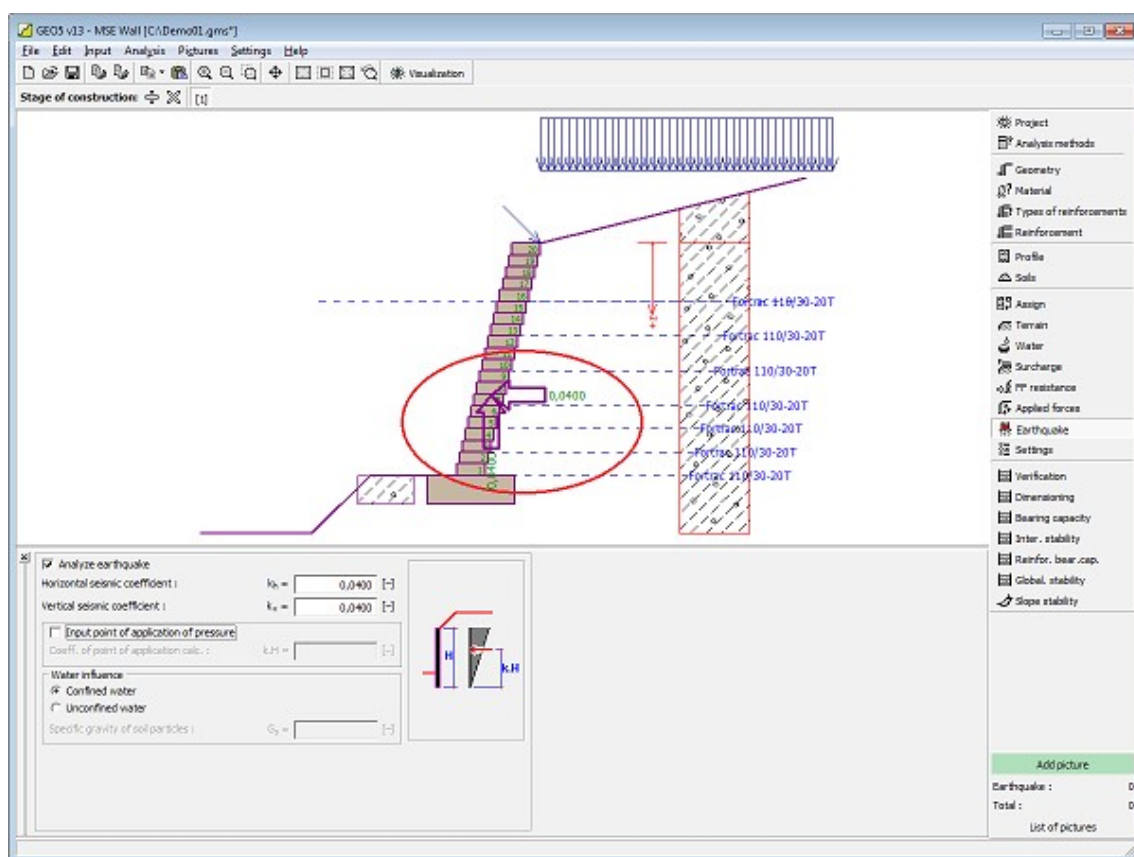 GEO5 v13 - MSE Wall [C:\Demo01.gms*]
File Edit Input Analysis Pictures Settings Help
Visualization
Stage of construction: [1]
Project
Analysis methods
Geometry
Material
Types of reinforcements
Reinforcement
Profile
Soils
Assign
Terrain
Water
Surcharge
FF resistance
Applied forces
Earthquake
Settings
Verification
Dimensioning
Bearing capacity
Inter. stability
Reinfor. bear.cap.
Global. stability
Slope stability
+z
Fortrac 110/30-20T
Fortrac 110/30-20T
Fortrac 110/30-20T
Fortrac 110/30-20T
Fortrac 110/30-20T
Fortrac 110/30-20T
Fortrac 110/30-20T
0,0400
0,0400
Analyze earthquake
Horizontal seismic coefficient : kh = 0,0400 [-]
Vertical seismic coefficient : kv = 0,0400 [-]
Input point of application of pressure
Coeff. of point of application calc. : k.H = [-]
Water influence
Confined water
Unconfined water
Specific gravity of soil particles : Gs = [-]
H
k.H
Add picture
Earthquake : 0
Total : 0
List of pictures